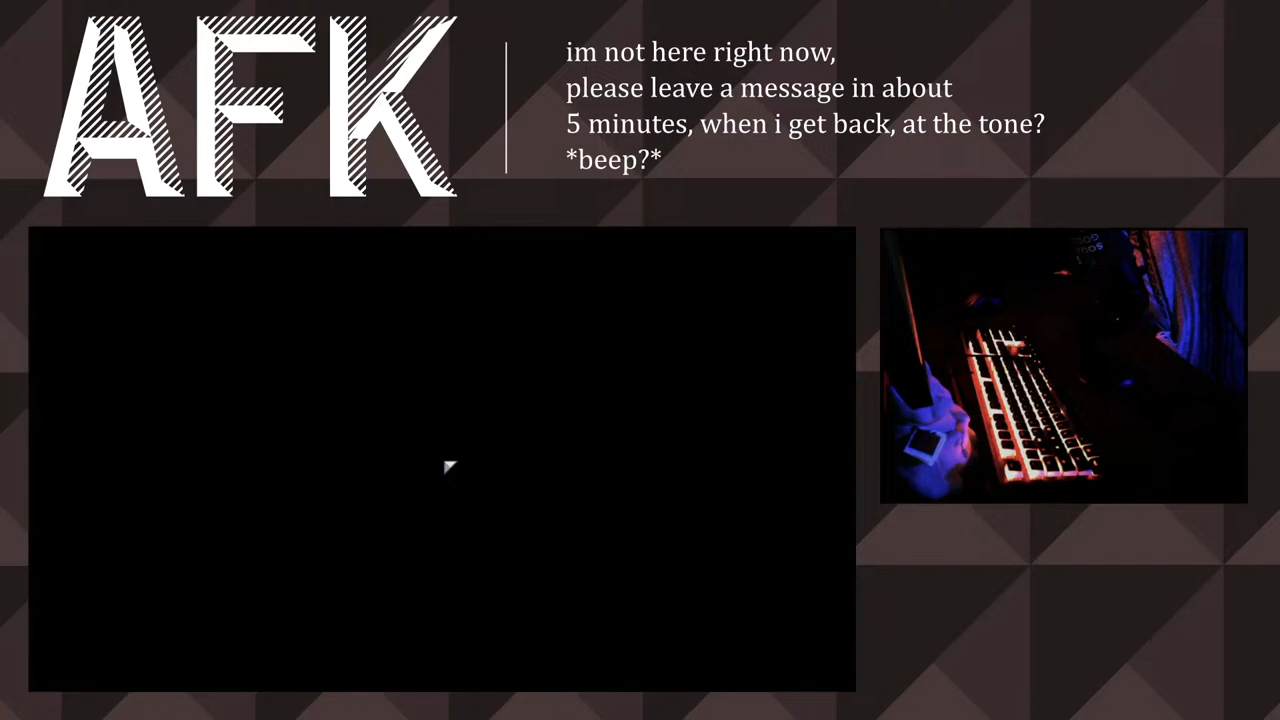 AFK
im not here right now,
please leave a message in about
5 minutes, when i get back, at the tone?
*beep?*